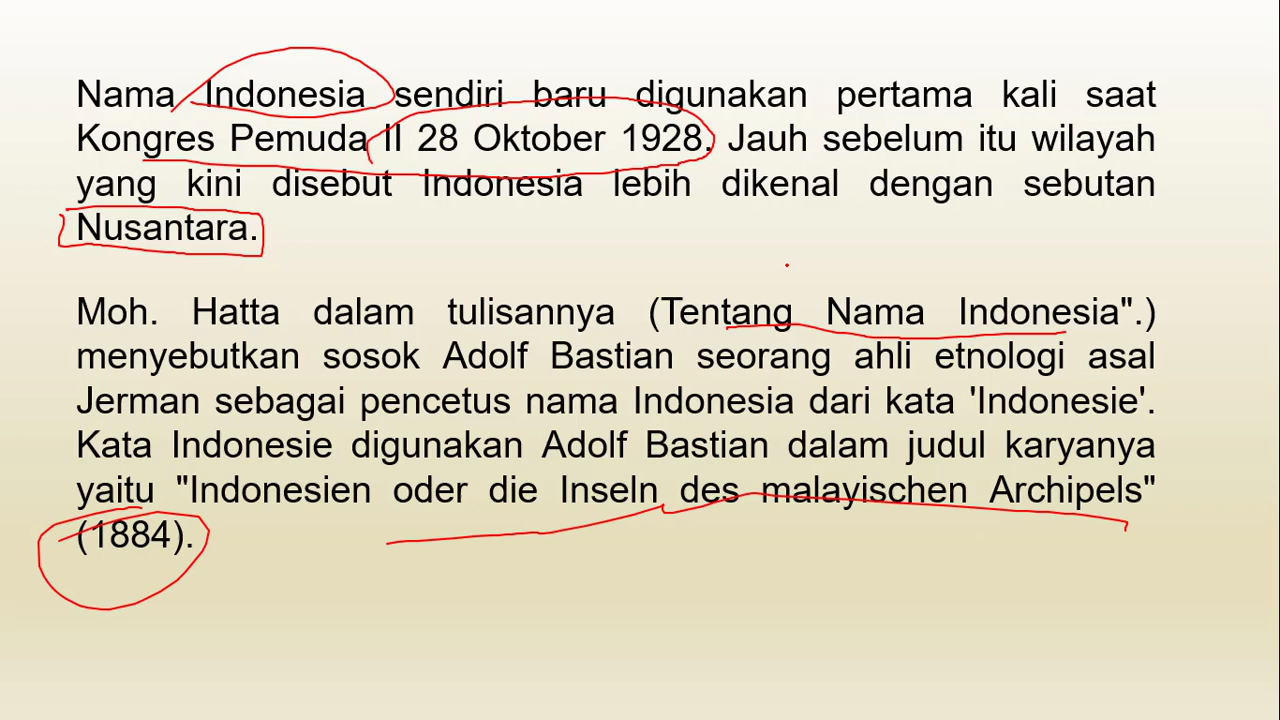 Nama Indonesia sendiri baru digunakan pertama kali saat
Kongres Pemuda II 28 Oktober 1928. Jauh sebelum itu wilayah
yang kini disebut Indonesia lebih dikenal dengan sebutan
Nusantara.
Moh. Hatta dalam tulisannya (Tentang Nama Indonesia".)
menyebutkan sosok Adolf Bastian seorang ahli etnologi asal
Jerman sebagai pencetus nama Indonesia dari kata 'Indonesie'.
Kata Indonesie digunakan Adolf Bastian dalam judul karyanya
yaitu "Indonesien oder die Inseln des malayischen Archipels"
(1884).